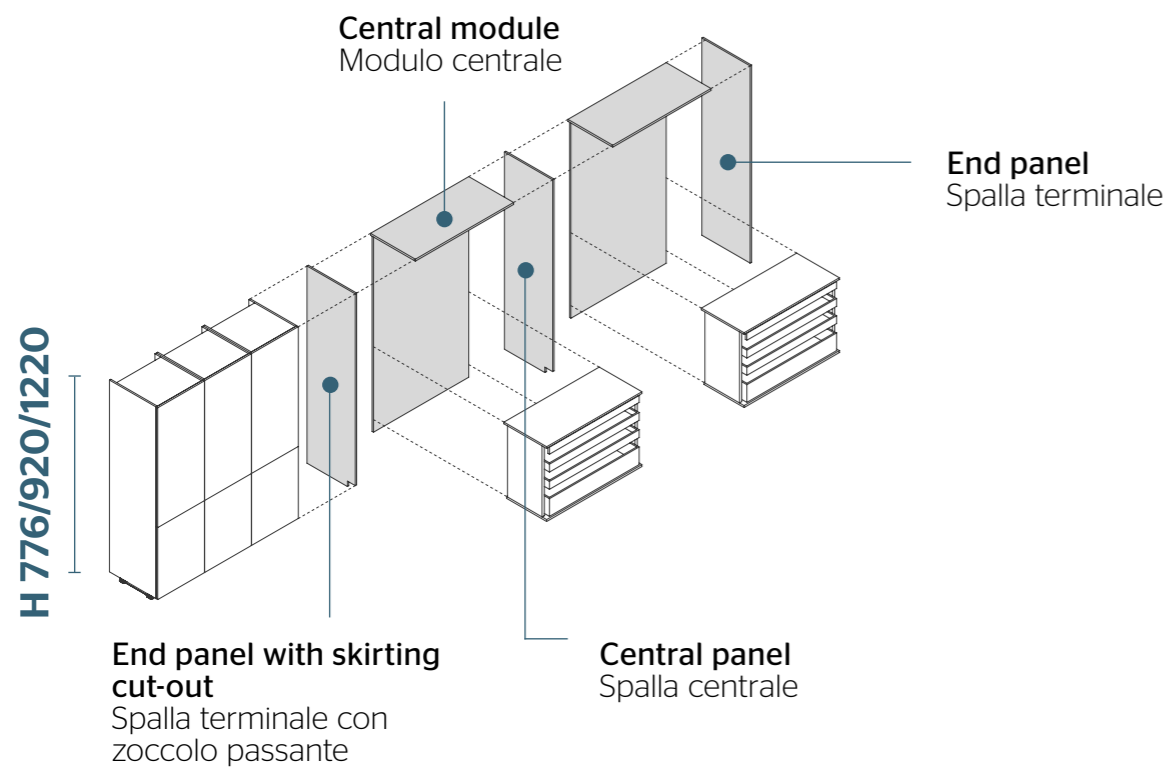 Central module
Modulo centrale
End panel
Spalla terminale
H 776/920/1220
End panel with skirting
cut-out
Spalla terminale con
zoccolo passante
Central panel
Spalla centrale